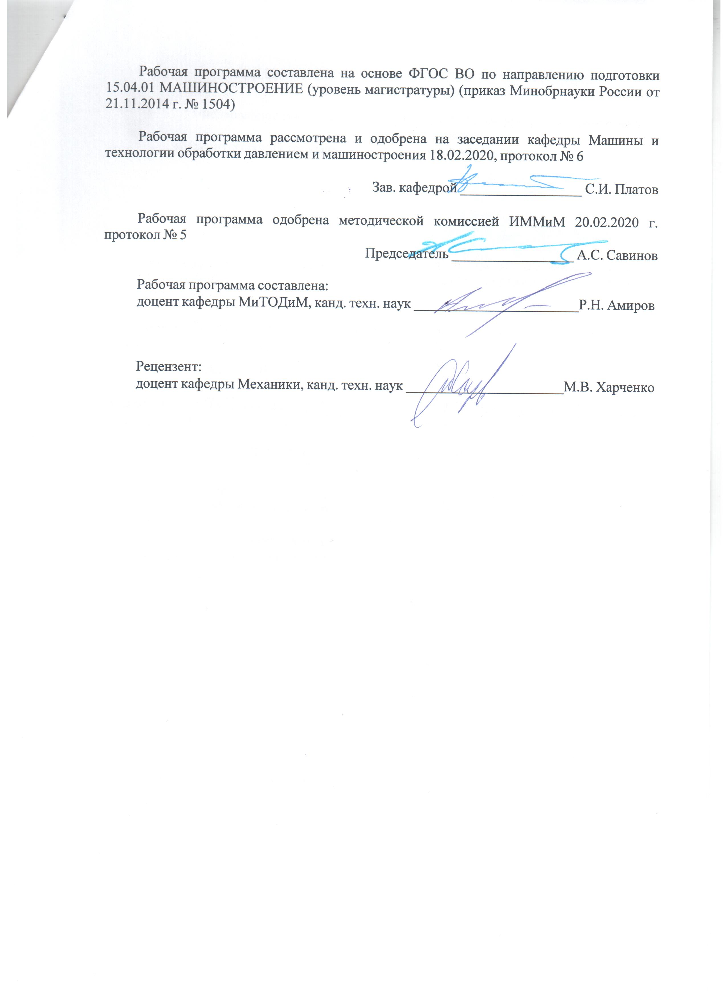 Рабочая программа составлена на основе ФГОС ВО по направлению подготовки
15.04.01 МАШИНОСТРОЕНИЕ (уровень магистратуры) (приказ Минобрнауки России от
21.11.2014 г. № 1504)
Рабочая программа рассмотрена и одобрена на заседании кафедры Машины и
технологии обработки давлением и машиностроения 18.02.2020, протокол № 6
Зав. кафедрой С.И. Платов
Рабочая программа одобрена методической комиссией ИММиМ 20.02.2020 г.
протокол № 5
Председатель А.С. Савинов
Рабочая программа составлена:
доцент кафедры МиТОДиМ, канд. техн. наук Р.Н. Амиров
Рецензент:
доцент кафедры Механики, канд. техн. наук М.В. Харченко